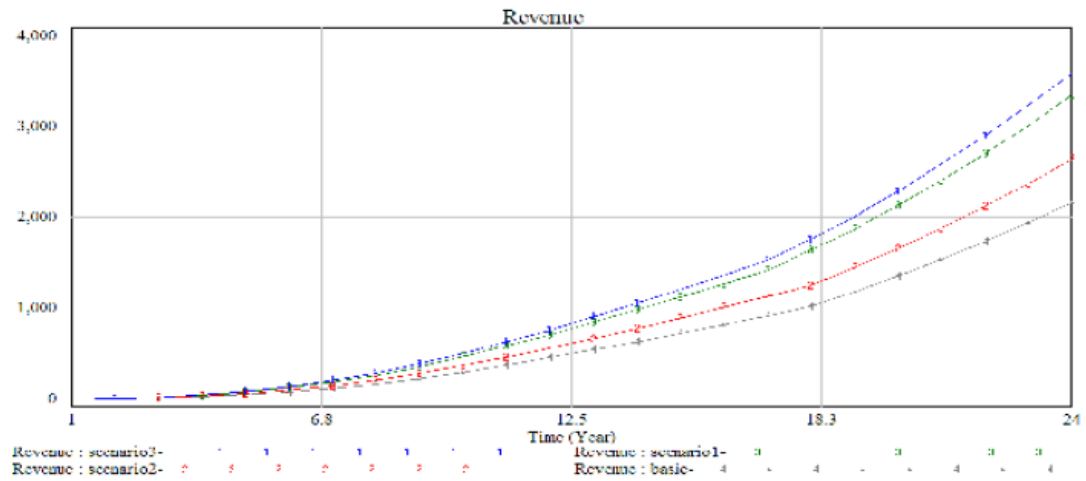 Revenue
4,000
3,000
2,000
1,000
0
1 6.8 12.5 18.3 24
Time (Year)
Revenue : scenario3 Revenue : scenario1
Revenue : scenario2 Revenue : basic